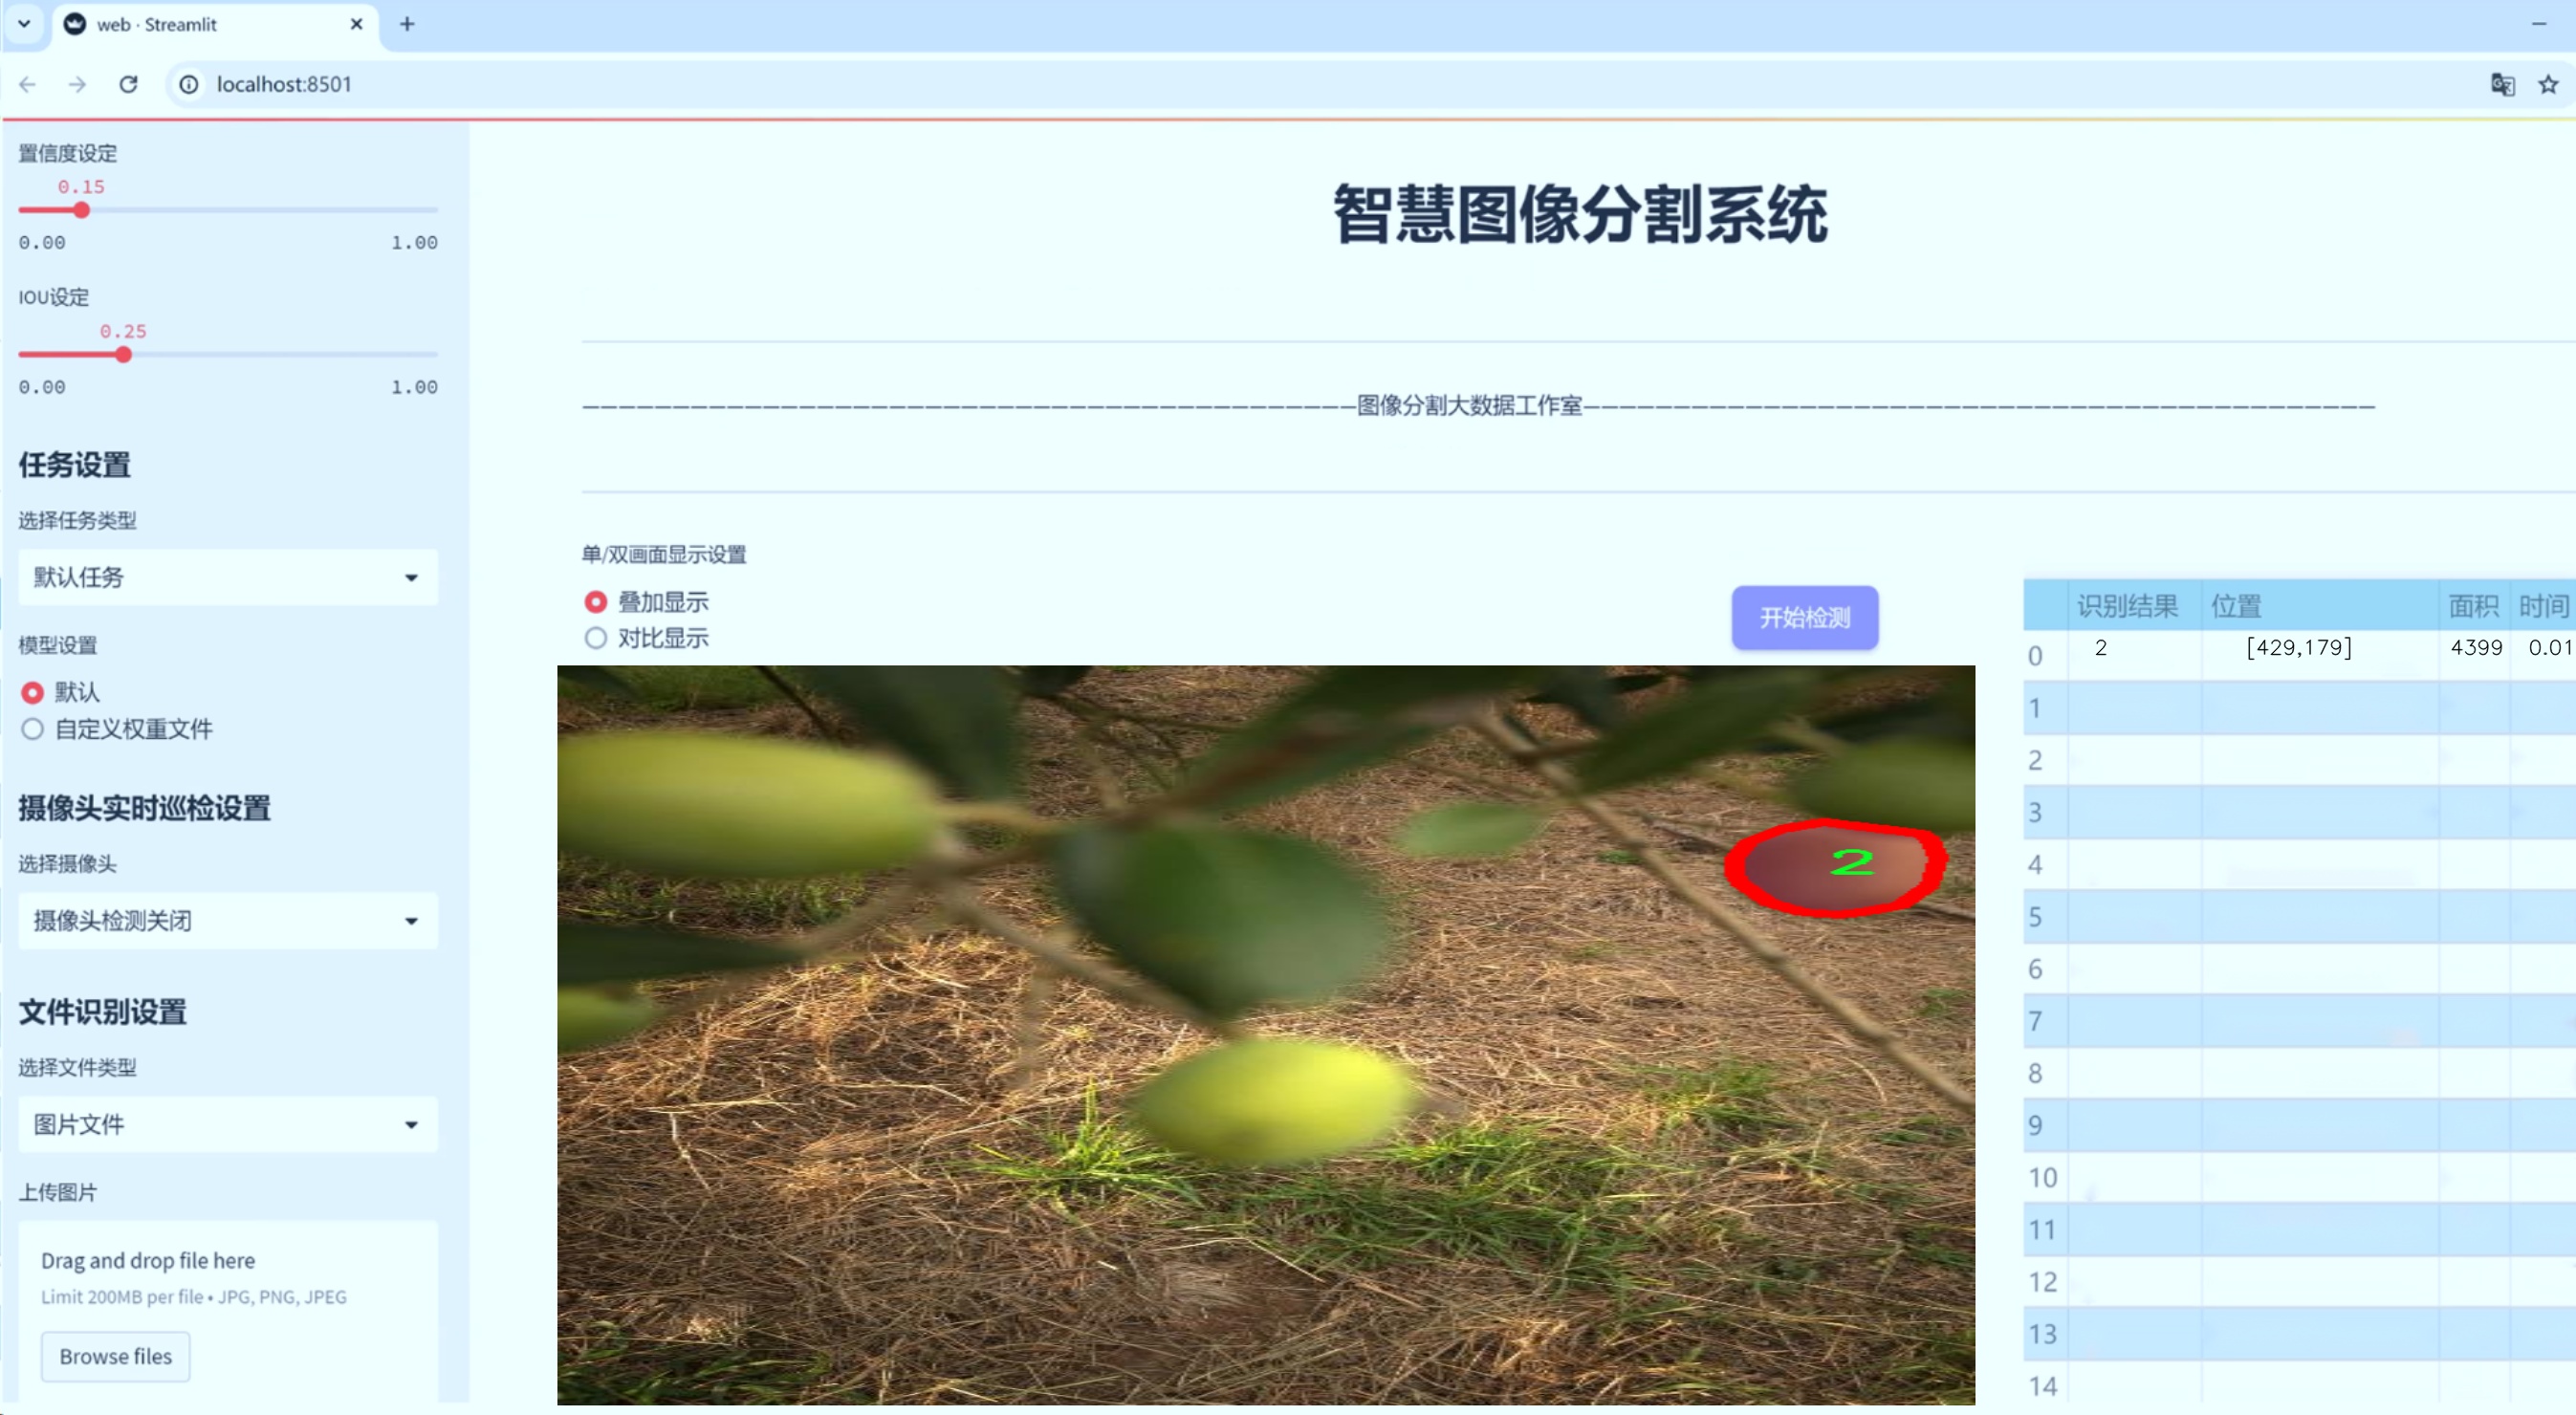 web · Streamlit
localhost:8501
置信度设定
0.15
0.00 1.00
IOU设定
0.25
0.00 1.00
任务设置
选择任务类型
默认任务
模型设置
默认
自定义权重文件
摄像头实时巡检设置
选择摄像头
摄像头检测关闭
文件识别设置
选择文件类型
图片文件
上传图片
Drag and drop file here
Limit 200MB per file • JPG, PNG, JPEG
Browse files
智慧图像分割系统
图像分割大数据工作室
单/双画面显示设置
叠加显示
对比显示
开始检测
2
识别结果 位置 面积 时间
0 2 [429,179] 4399 0.01
1
2
3
4
5
6
7
8
9
10
11
12
13
14